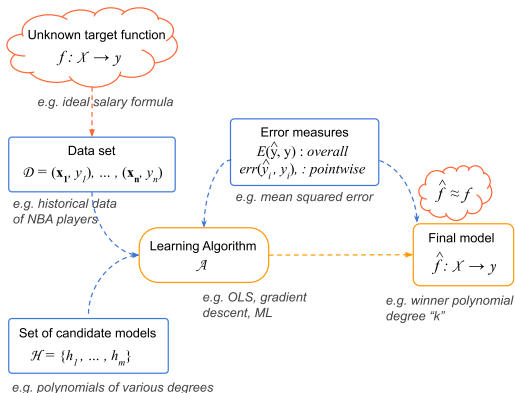 Unknown target function
f : X → y
e.g. ideal salary formula
Data set
𝒟 = (x₁, y₁), ... , (xₙ, yₙ)
e.g. historical data
of NBA players
Error measures
E(ŷ, y) : overall
err(ŷᵢ, yᵢ), : pointwise
e.g. mean squared error
f̂ ≈ f
Learning Algorithm
𝒜
e.g. OLS, gradient
descent, ML
Final model
f̂ : X → y
e.g. winner polynomial
degree “k”
Set of candidate models
ℋ = {h₁, ... , hₘ}
e.g. polynomials of various degrees